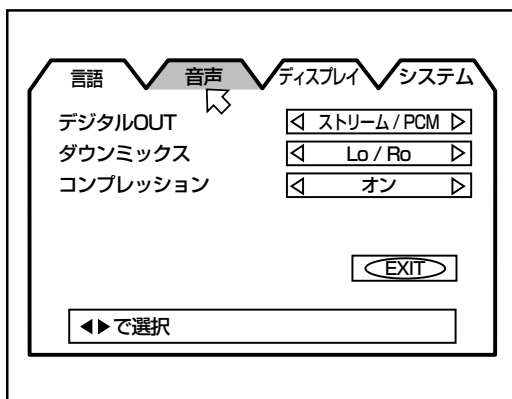 言語 音声 ディスプレイ システム
デジタルOUT ◁ ストリーム / PCM ▷
ダウンミックス ◁ Lo / Ro ▷
コンプレッション ◁ オン ▷
EXIT
◀▶で選択